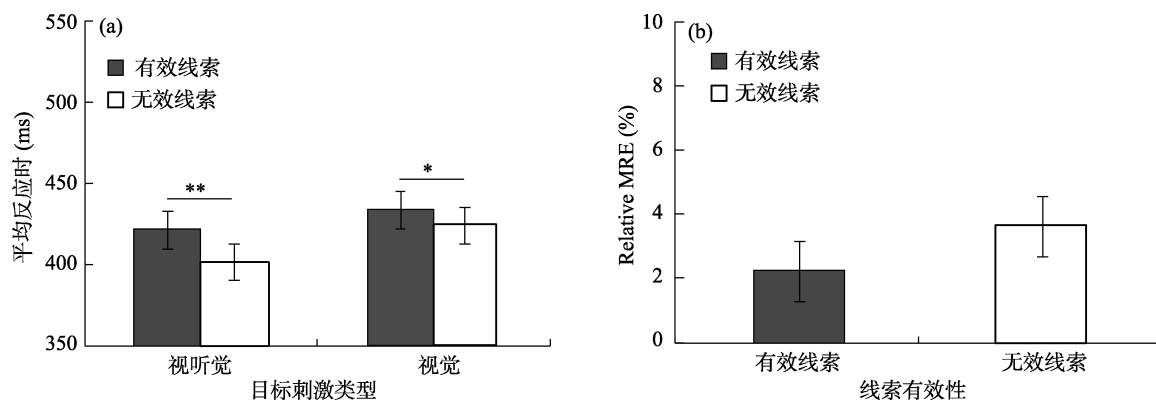 (a)
有效线索
无效线索
550
500
450
400
350
平均反应时 (ms)
**
*
视听觉
视觉
目标刺激类型
(b)
有效线索
无效线索
10
8
6
4
2
0
Relative MRE (%)
有效线索
无效线索
线索有效性